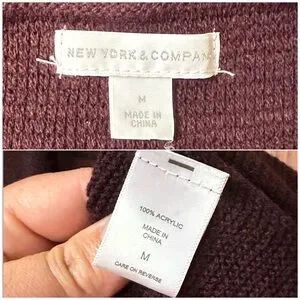 NEW YORK & COMPANY
M
MADE IN
CHINA
100% ACRYLIC
MADE IN
CHINA
M
CARE ON REVERSE